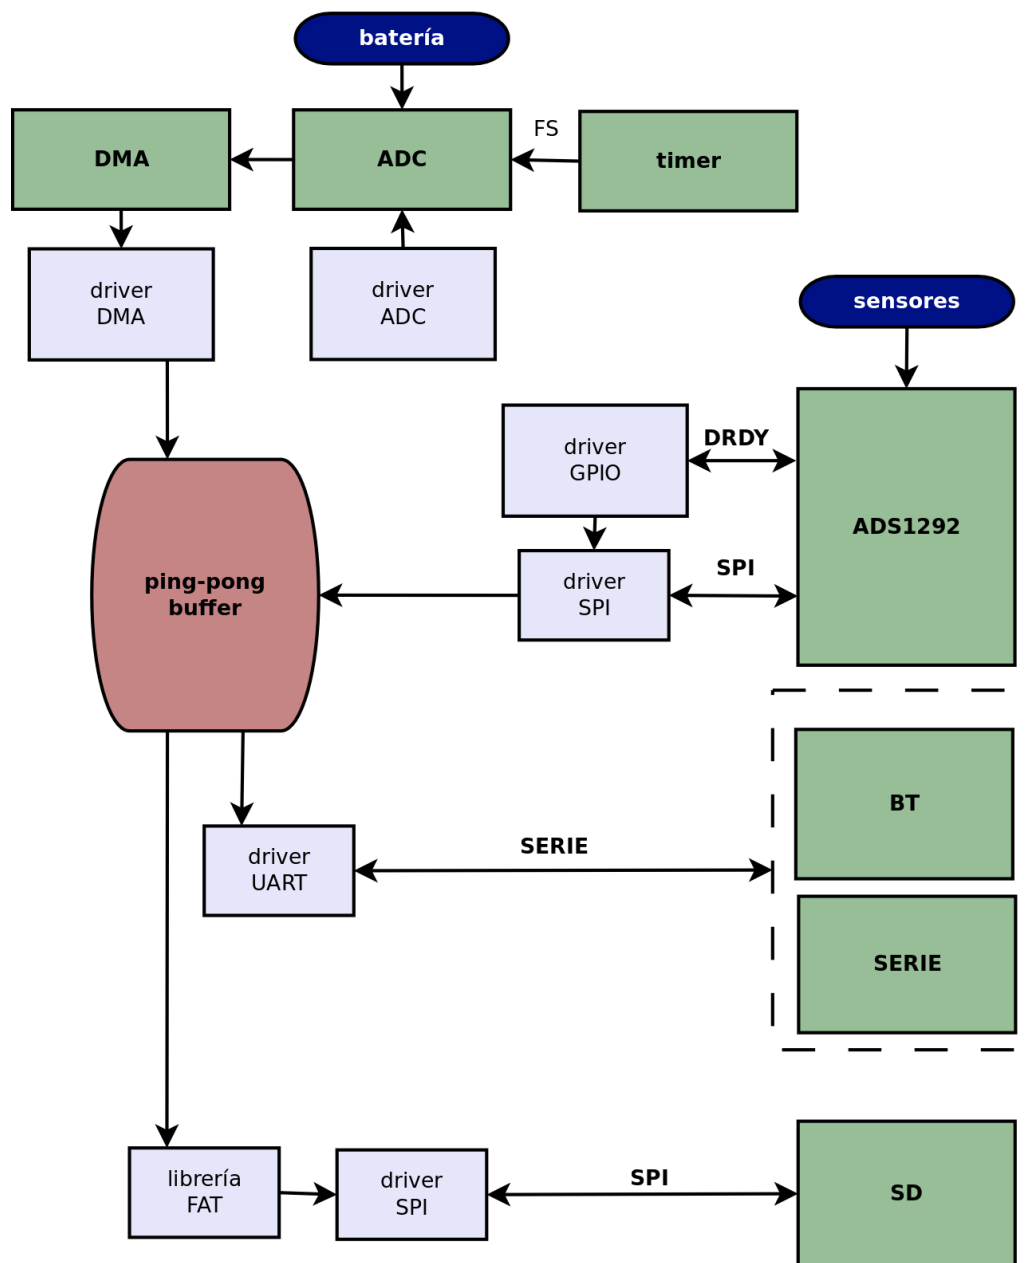 batería
DMA
ADC
FS
timer
driver
DMA
driver
ADC
sensores
driver
GPIO
DRDY
ADS1292
driver
SPI
SPI
ping-pong
buffer
BT
driver
UART
SERIE
SERIE
librería
FAT
driver
SPI
SPI
SD